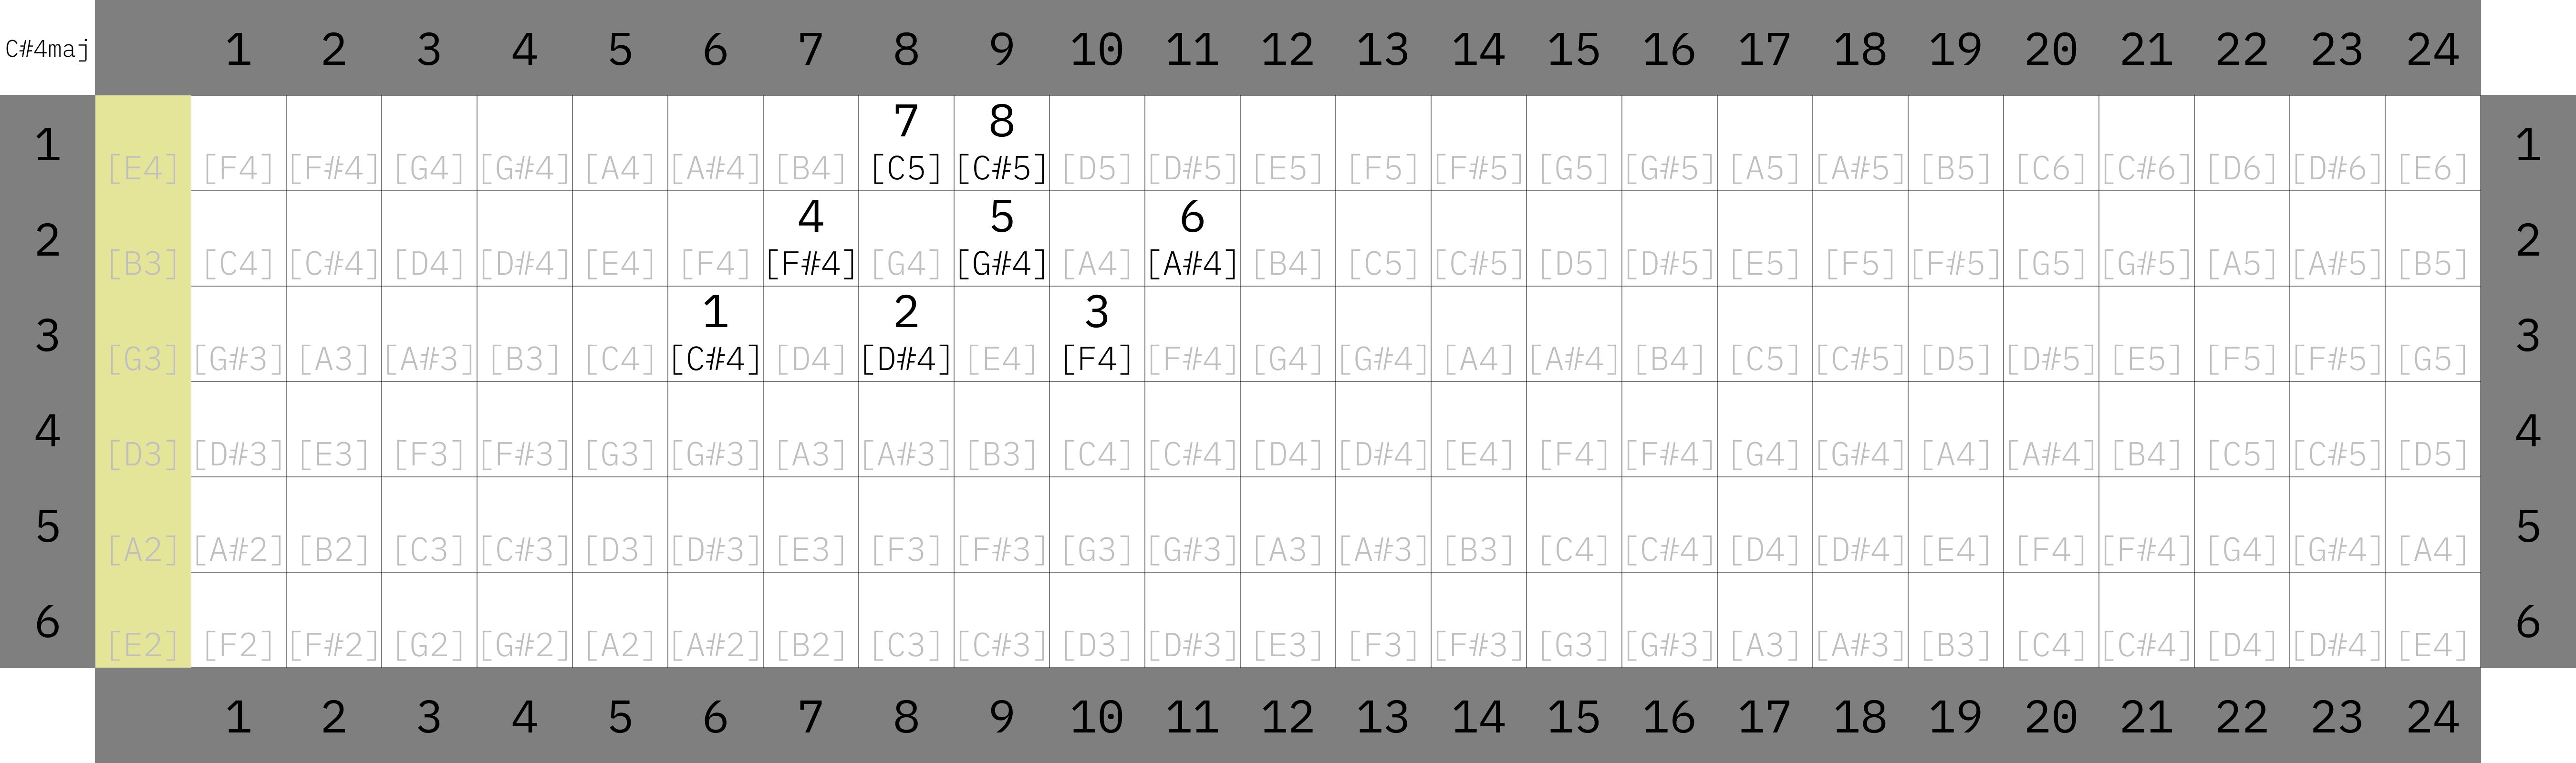 C#4maj 1 2 3 4 5 6 7 8 9 10 11 12 13 14 15 16 17 18 19 20 21 22 23 24
7 8
1 [E4] [F4] [F#4] [G4] [G#4] [A4] [A#4] [B4] [C5] [C#5] [D5] [D#5] [E5] [F5] [F#5] [G5] [G#5] [A5] [A#5] [B5] [C6] [C#6] [D6] [D#6] [E6] 1
4 5 6
2 [B3] [C4] [C#4] [D4] [D#4] [E4] [F4] [F#4] [G4] [G#4] [A4] [A#4] [B4] [C5] [C#5] [D5] [D#5] [E5] [F5] [F#5] [G5] [G#5] [A5] [A#5] [B5] 2
1 2 3
3 [G3] [G#3] [A3] [A#3] [B3] [C4] [C#4] [D4] [D#4] [E4] [F4] [F#4] [G4] [G#4] [A4] [A#4] [B4] [C5] [C#5] [D5] [D#5] [E5] [F5] [F#5] [G5] 3
4 [D3] [D#3] [E3] [F3] [F#3] [G3] [G#3] [A3] [A#3] [B3] [C4] [C#4] [D4] [D#4] [E4] [F4] [F#4] [G4] [G#4] [A4] [A#4] [B4] [C5] [C#5] [D5] 4
5 [A2] [A#2] [B2] [C3] [C#3] [D3] [D#3] [E3] [F3] [F#3] [G3] [G#3] [A3] [A#3] [B3] [C4] [C#4] [D4] [D#4] [E4] [F4] [F#4] [G4] [G#4] [A4] 5
6 [E2] [F2] [F#2] [G2] [G#2] [A2] [A#2] [B2] [C3] [C#3] [D3] [D#3] [E3] [F3] [F#3] [G3] [G#3] [A3] [A#3] [B3] [C4] [C#4] [D4] [D#4] [E4] 6
1 2 3 4 5 6 7 8 9 10 11 12 13 14 15 16 17 18 19 20 21 22 23 24